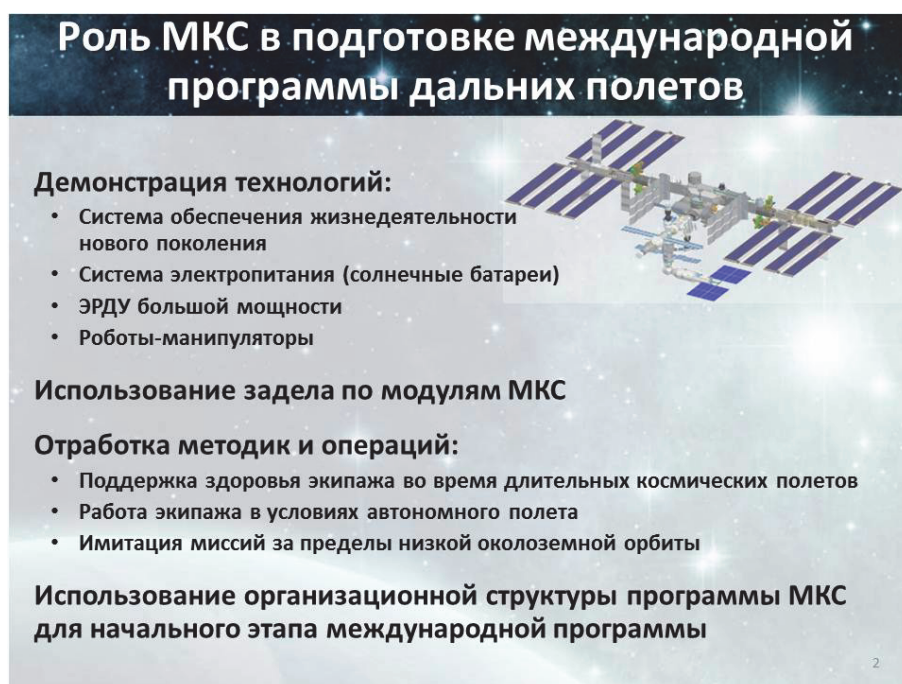 Роль МКС в подготовке международной
программы дальних полетов
Демонстрация технологий:
• Система обеспечения жизнедеятельности
нового поколения
• Система электропитания (солнечные батареи)
• ЭРДУ большой мощности
• Роботы-манипуляторы
Использование задела по модулям МКС
Отработка методик и операций:
• Поддержка здоровья экипажа во время длительных космических полетов
• Работа экипажа в условиях автономного полета
• Имитация миссий за пределы низкой околоземной орбиты
Использование организационной структуры программы МКС
для начального этапа международной программы
2